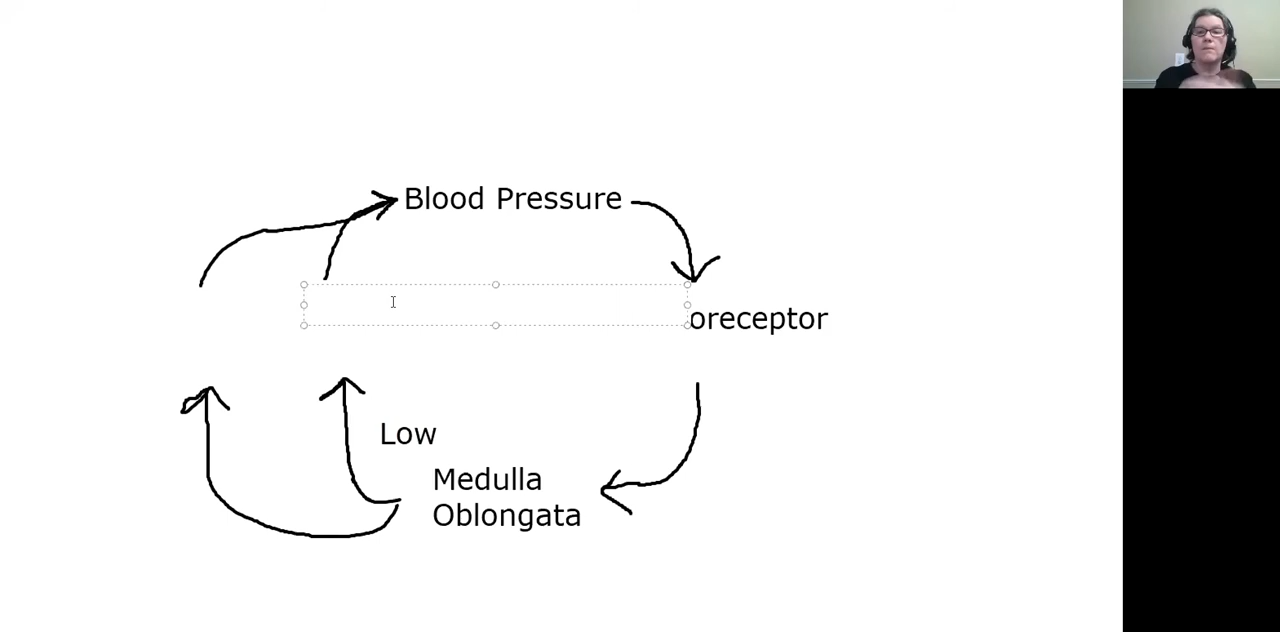 Blood Pressure
oreceptor
Low
Medulla
Oblongata